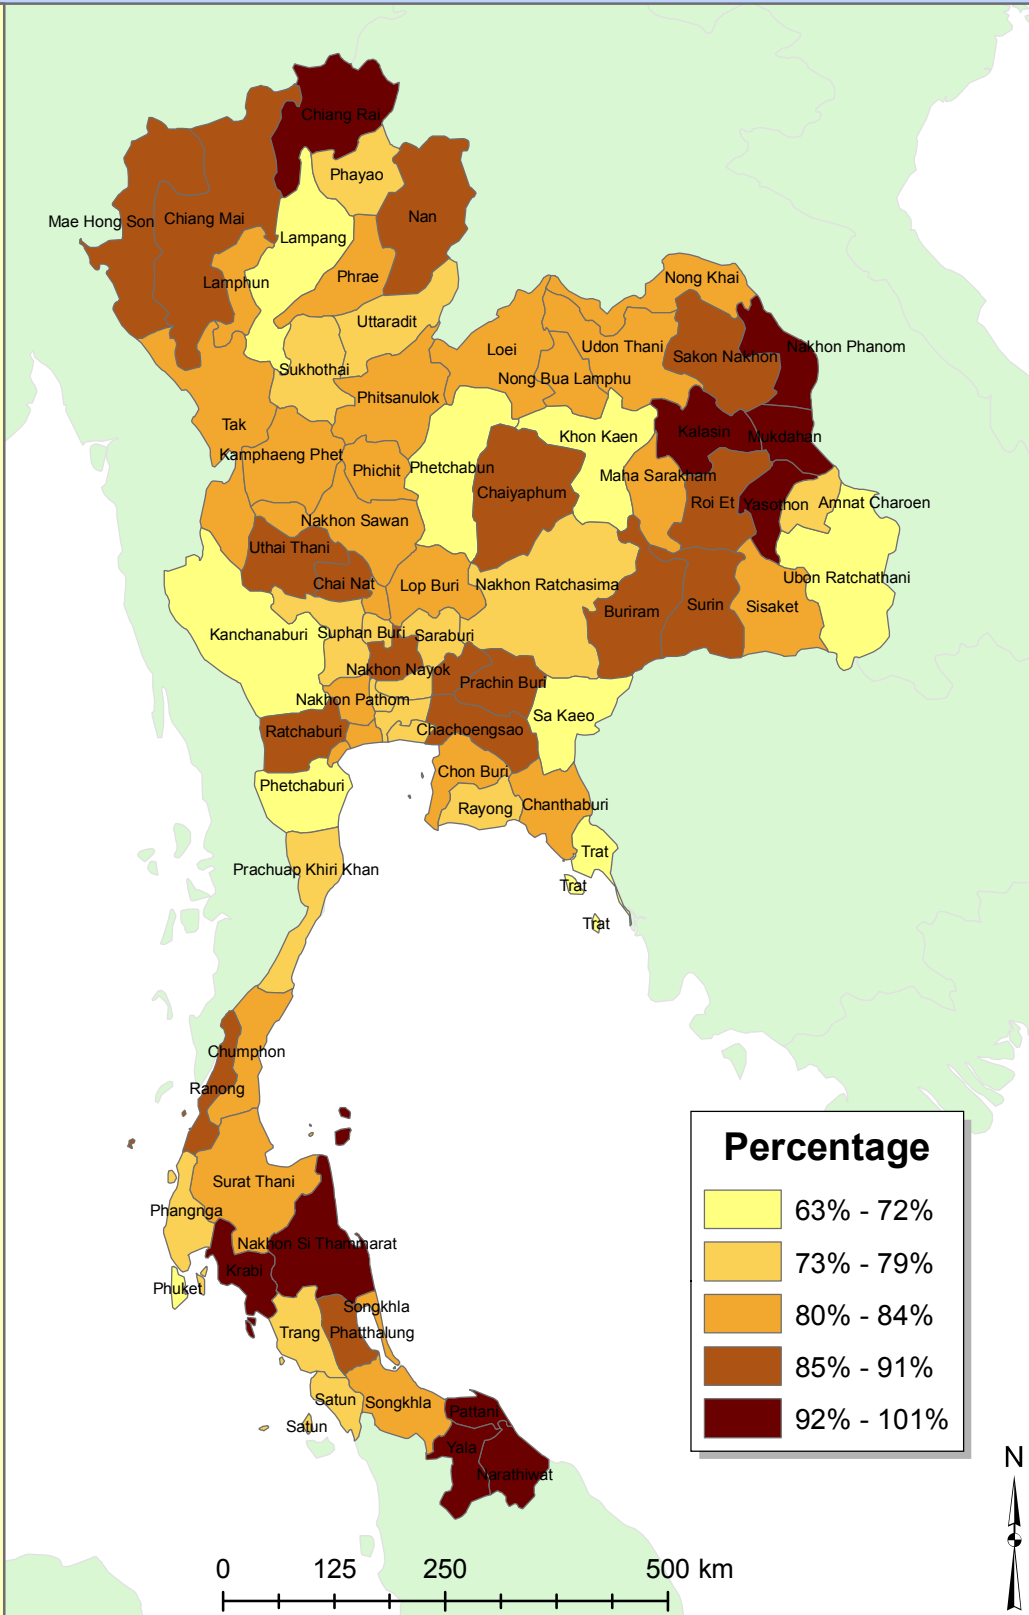 Chiang Rai
Phayao
Nan
Mae Hong Son
Chiang Mai
Lampang
Phrae
Lamphun
Nong Khai
Uttaradit
Udon Thani
Nakhon Phanom
Loei
Sakon Nakhon
Sukhothai
Nong Bua Lamphu
Phitsanulok
Tak
Khon Kaen
Kalasin
Mukdahan
Kamphaeng Phet
Phichit
Phetchabun
Maha Sarakham
Chaiyaphum
Roi Et
Yasothon
Amnat Charoen
Nakhon Sawan
Uthai Thani
Chai Nat
Lop Buri
Nakhon Ratchasima
Ubon Ratchathani
Buriram
Surin
Sisaket
Kanchanaburi
Suphan Buri
Saraburi
Nakhon Nayok
Prachin Buri
Nakhon Pathom
Sa Kaeo
Ratchaburi
Chachoengsao
Chon Buri
Phetchaburi
Rayong
Chanthaburi
Trat
Prachuap Khiri Khan
Trat
Trat
Chumphon
Ranong
Surat Thani
Phangnga
Nakhon Si Thammarat
Krabi
Phuket
Songkhla
Trang
Phatthalung
Satun
Songkhla
Pattani
Satun
Yala
Narathiwat
Percentage
63% - 72%
73% - 79%
80% - 84%
85% - 91%
92% - 101%
N
0 125 250 500 km